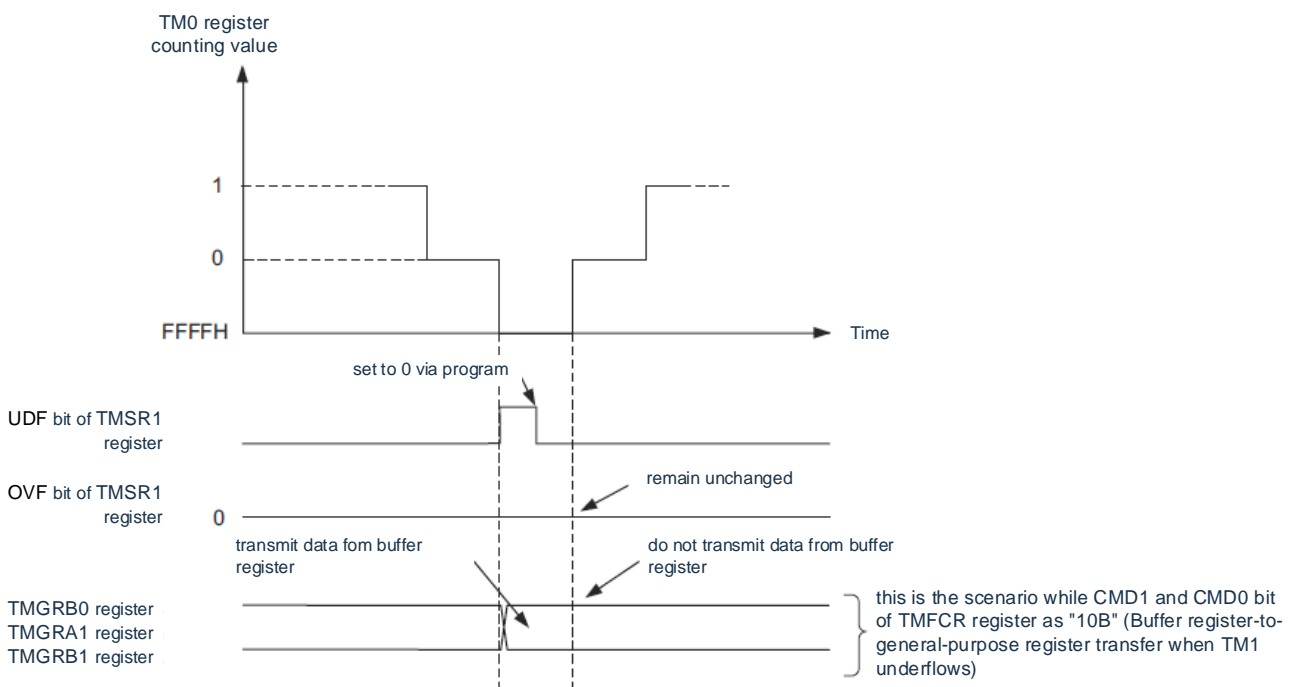 TM0 register
counting value
1
0
FFFFH
Time
set to 0 via program
UDF bit of TMSR1
register
OVF bit of TMSR1
register
0
remain unchanged
transmit data fom buffer
register
do not transmit data from buffer
register
TMGRB0 register
TMGRA1 register
TMGRB1 register
this is the scenario while CMD1 and CMD0 bit
of TMFCR register as "10B" (Buffer register-to-
general-purpose register transfer when TM1
underflows)